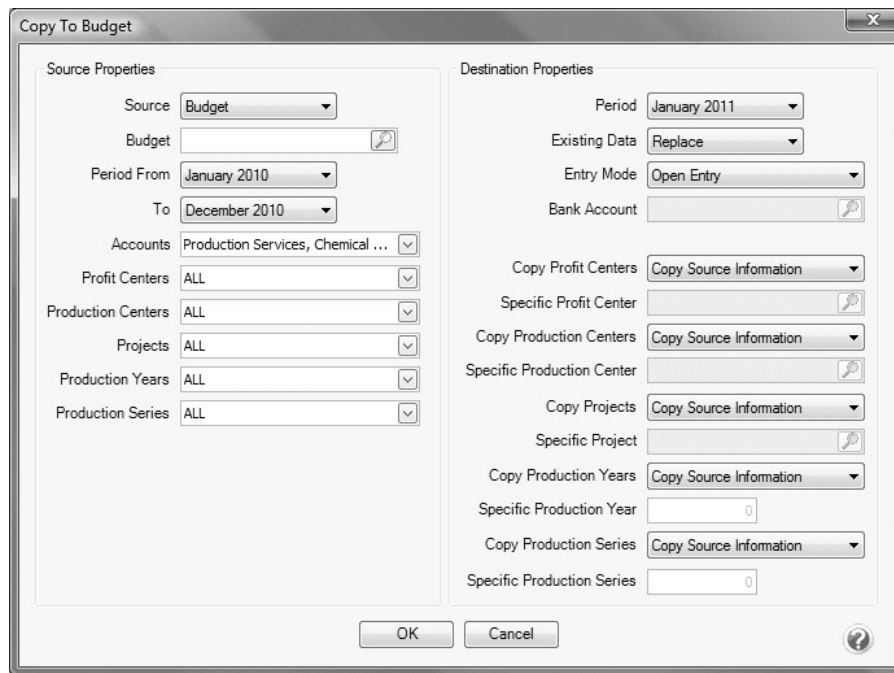 Copy To Budget
Source Properties
Source Budget
Budget
Period From January 2010
To December 2010
Accounts Production Services, Chemical ...
Profit Centers ALL
Production Centers ALL
Projects ALL
Production Years ALL
Production Series ALL
Destination Properties
Period January 2011
Existing Data Replace
Entry Mode Open Entry
Bank Account
Copy Profit Centers Copy Source Information
Specific Profit Center
Copy Production Centers Copy Source Information
Specific Production Center
Copy Projects Copy Source Information
Specific Project
Copy Production Years Copy Source Information
Specific Production Year 0
Copy Production Series Copy Source Information
Specific Production Series 0
OK Cancel ?